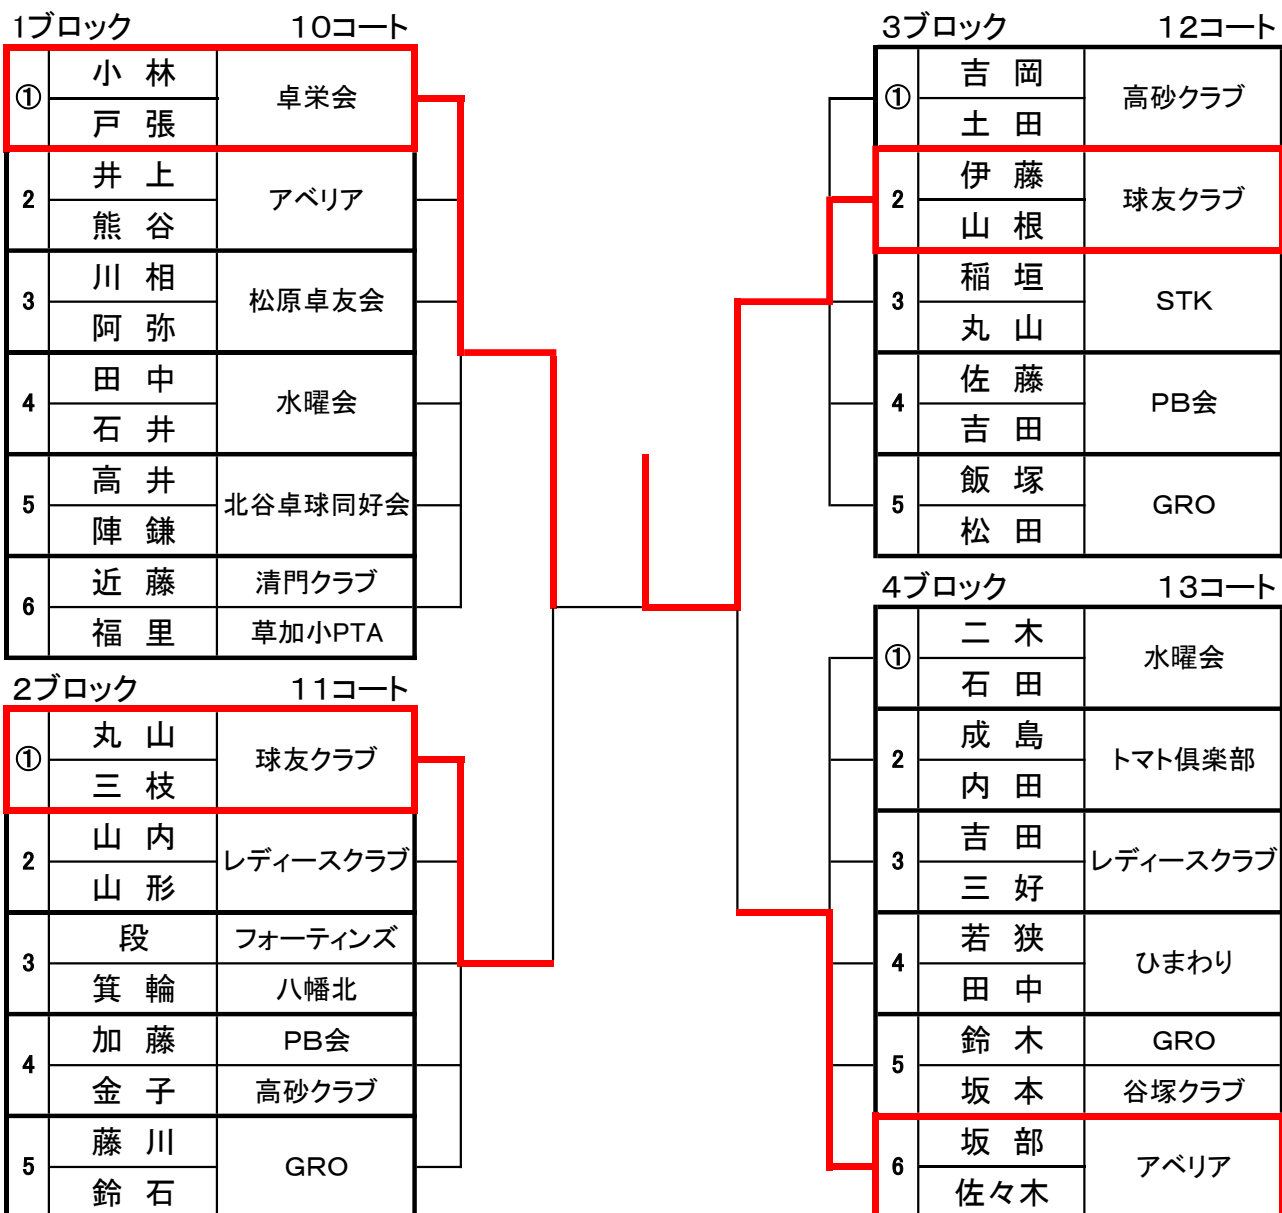 1ブロック 10コート
① 小 林 卓栄会
戸 張
2 井 上 アベリア
熊 谷
3 川 相 松原卓友会
阿 弥
4 田 中 水曜会
石 井
5 高 井 北谷卓球同好会
陣 鎌
6 近 藤 清門クラブ
福 里 草加小PTA
2ブロック 11コート
① 丸 山 球友クラブ
三 枝
2 山 内 レディースクラブ
山 形
3 段 フォーティンズ
箕 輪 八幡北
4 加 藤 PB会
金 子 高砂クラブ
5 藤 川 GRO
鈴 石
3ブロック 12コート
① 吉 岡 高砂クラブ
土 田
2 伊 藤 球友クラブ
山 根
3 稲 垣 STK
丸 山
4 佐 藤 PB会
吉 田
5 飯 塚 GRO
松 田
4ブロック 13コート
① 二 木 水曜会
石 田
2 成 島 トマト倶楽部
内 田
3 吉 田 レディースクラブ
三 好
4 若 狭 ひまわり
田 中
5 鈴 木 GRO
坂 本 谷塚クラブ
6 坂 部 アベリア
佐々木